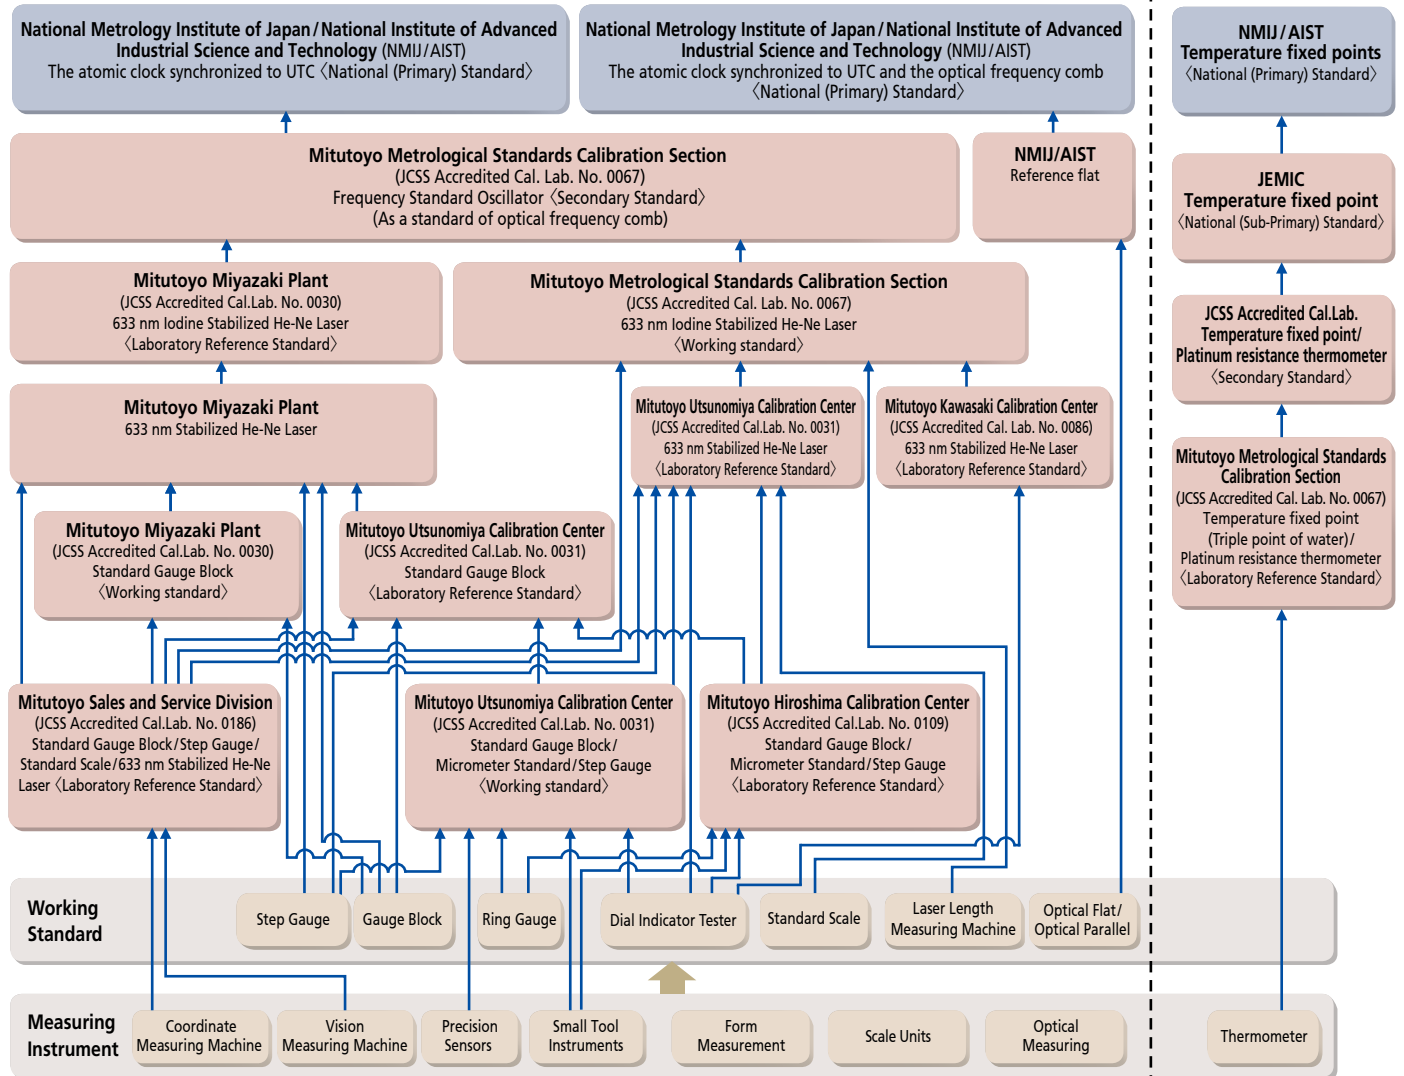 National Metrology Institute of Japan/National Institute of Advanced
Industrial Science and Technology (NMIJ/AIST)
The atomic clock synchronized to UTC〈National (Primary) Standard〉
National Metrology Institute of Japan/National Institute of Advanced
Industrial Science and Technology (NMIJ/AIST)
The atomic clock synchronized to UTC and the optical frequency comb
〈National (Primary) Standard〉
NMIJ/AIST
Temperature fixed points
〈National (Primary) Standard〉
Mitutoyo Metrological Standards Calibration Section
(JCSS Accredited Cal. Lab. No. 0067)
Frequency Standard Oscillator〈Secondary Standard〉
(As a standard of optical frequency comb)
NMIJ/AIST
Reference flat
JEMIC
Temperature fixed point
〈National (Sub-Primary) Standard〉
Mitutoyo Miyazaki Plant
(JCSS Accredited Cal.Lab. No. 0030)
633 nm Iodine Stabilized He-Ne Laser
〈Laboratory Reference Standard〉
Mitutoyo Metrological Standards Calibration Section
(JCSS Accredited Cal. Lab. No. 0067)
633 nm Iodine Stabilized He-Ne Laser
〈Working standard〉
JCSS Accredited Cal.Lab.
Temperature fixed point/
Platinum resistance thermometer
〈Secondary Standard〉
Mitutoyo Miyazaki Plant
633 nm Stabilized He-Ne Laser
Mitutoyo Utsunomiya Calibration Center
(JCSS Accredited Cal.Lab. No. 0031)
633 nm Stabilized He-Ne Laser
〈Laboratory Reference Standard〉
Mitutoyo Kawasaki Calibration Center
(JCSS Accredited Cal. Lab. No. 0086)
633 nm Stabilized He-Ne Laser
〈Laboratory Reference Standard〉
Mitutoyo Metrological Standards
Calibration Section
(JCSS Accredited Cal. Lab. No. 0067)
Temperature fixed point
(Triple point of water)/
Platinum resistance thermometer
〈Laboratory Reference Standard〉
Mitutoyo Miyazaki Plant
(JCSS Accredited Cal.Lab. No. 0030)
Standard Gauge Block
〈Working standard〉
Mitutoyo Utsunomiya Calibration Center
(JCSS Accredited Cal.Lab. No. 0031)
Standard Gauge Block
〈Laboratory Reference Standard〉
Mitutoyo Sales and Service Division
(JCSS Accredited Cal.Lab. No. 0186)
Standard Gauge Block/Step Gauge/
Standard Scale/633 nm Stabilized He-Ne
Laser〈Laboratory Reference Standard〉
Mitutoyo Utsunomiya Calibration Center
(JCSS Accredited Cal.Lab. No. 0031)
Standard Gauge Block/
Micrometer Standard/Step Gauge
〈Working standard〉
Mitutoyo Hiroshima Calibration Center
(JCSS Accredited Cal.Lab. No. 0109)
Standard Gauge Block/
Micrometer Standard/Step Gauge
〈Laboratory Reference Standard〉
Working
Standard
Step Gauge
Gauge Block
Ring Gauge
Dial Indicator Tester
Standard Scale
Laser Length
Measuring Machine
Optical Flat/
Optical Parallel
Measuring
Instrument
Coordinate
Measuring Machine
Vision
Measuring Machine
Precision
Sensors
Small Tool
Instruments
Form
Measurement
Scale Units
Optical
Measuring
Thermometer